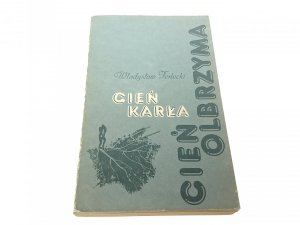 Władysław Terlecki
CIEŃ
KARŁA
CIEŃ
OLBRZYMA